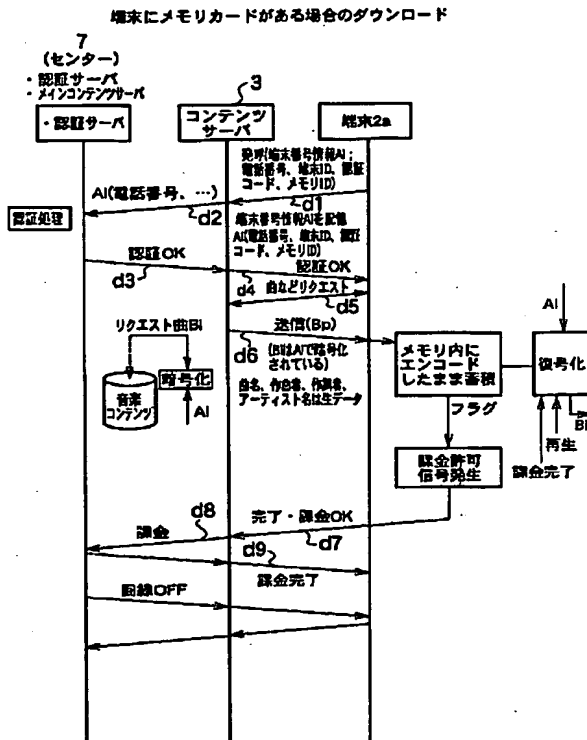 端末にメモリカードがある場合のダウンロード
7
(センター)
・認証サーバ
・メインコンテンツサーバ
3
・認証サーバ
コンテンツ
サーバ
端末2a
発呼(端末番号情報AI;
電話番号、端末ID、認証
コード、メモリID)
AI(電話番号、…)
d1
d2
認証処理
端末番号情報AIを記憶
AI(電話番号、端末ID、認証
コード、メモリID)
認証OK
d3
d4
認証OK
曲などリクエスト
d5
送信(Bp)
d6
(BiはAIで暗号化
されている)
曲名、作曲者、作詞者、
アーティスト名は生データ
リクエスト曲Bi
暗号化
音楽
コンテンツ
AI
メモリ内に
エンコード
したまま蓄積
AI
復号化
Bi
再生
課金完了
フラグ
課金許可
信号発生
完了・課金OK
d7
d8
課金
d9
課金完了
回線OFF